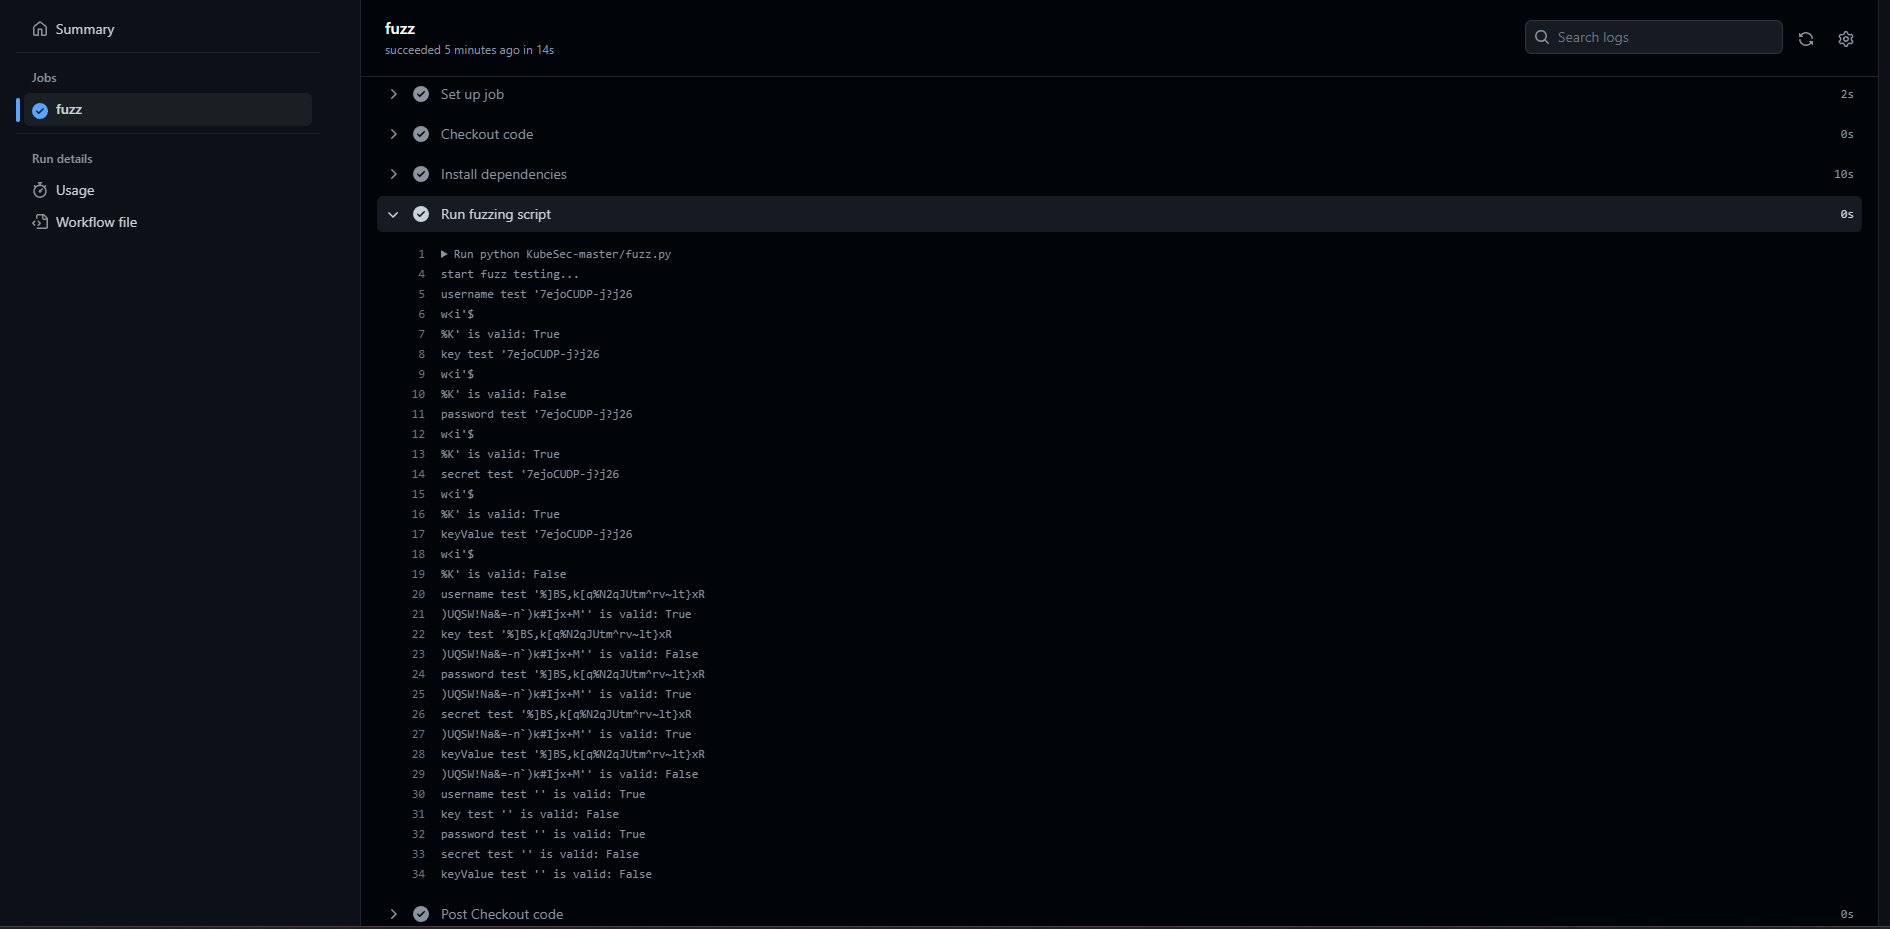 Summary
Jobs
fuzz
Run details
Usage
Workflow file
fuzz
succeeded 5 minutes ago in 14s
Search logs
Set up job 2s
Checkout code 0s
Install dependencies 10s
Run fuzzing script 0s
1 Run python KubeSec-master/fuzz.py
4 start fuzz testing...
5 username test '7ejoCUDP-j?j26
6 w<i'$
7 %K' is valid: True
8 key test '7ejoCUDP-j?j26
9 w<i'$
10 %K' is valid: False
11 password test '7ejoCUDP-j?j26
12 w<i'$
13 %K' is valid: True
14 secret test '7ejoCUDP-j?j26
15 w<i'$
16 %K' is valid: True
17 keyValue test '7ejoCUDP-j?j26
18 w<i'$
19 %K' is valid: False
20 username test '%]BS,k[q%N2qJUtm^rv~lt}xR
21 )UQSW!Na&=-n`)k#Ijx+M'' is valid: True
22 key test '%]BS,k[q%N2qJUtm^rv~lt}xR
23 )UQSW!Na&=-n`)k#Ijx+M'' is valid: False
24 password test '%]BS,k[q%N2qJUtm^rv~lt}xR
25 )UQSW!Na&=-n`)k#Ijx+M'' is valid: True
26 secret test '%]BS,k[q%N2qJUtm^rv~lt}xR
27 )UQSW!Na&=-n`)k#Ijx+M'' is valid: True
28 keyValue test '%]BS,k[q%N2qJUtm^rv~lt}xR
29 )UQSW!Na&=-n`)k#Ijx+M'' is valid: False
30 username test '' is valid: True
31 key test '' is valid: False
32 password test '' is valid: True
33 secret test '' is valid: False
34 keyValue test '' is valid: False
Post Checkout code 0s